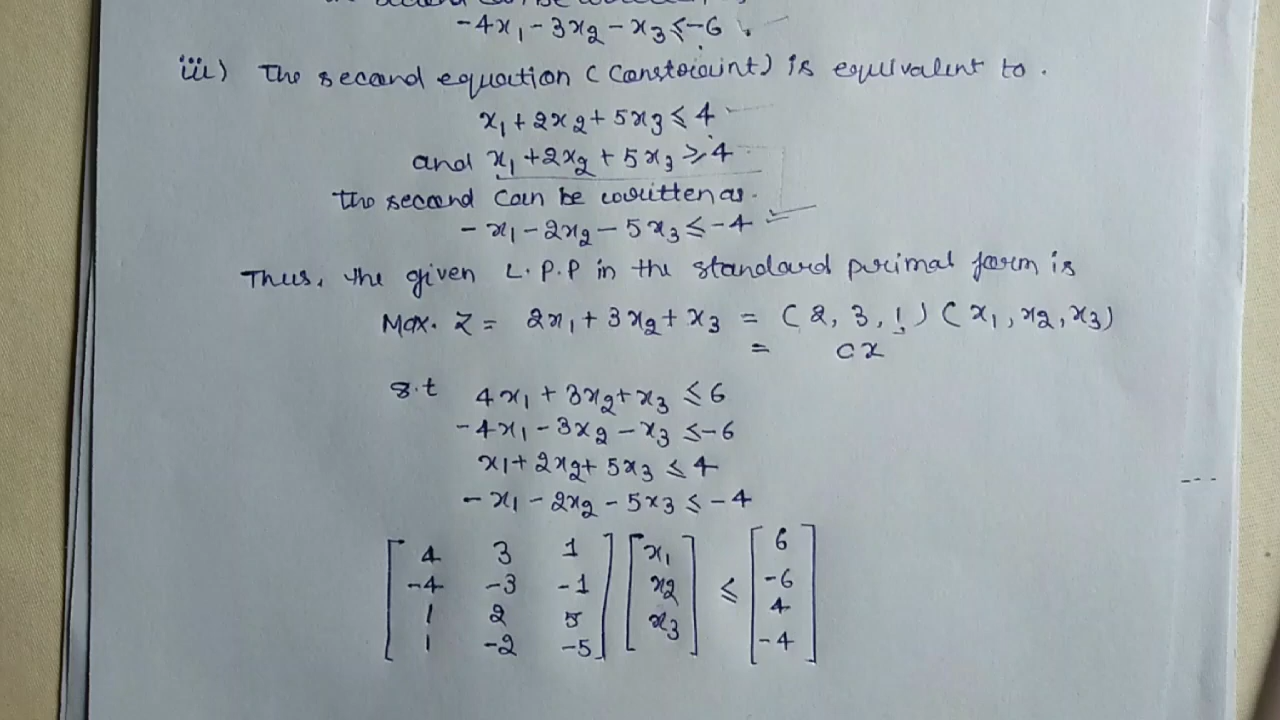 -4x₁ - 3x₂ - x₃ ≤ -6
iii) The second equation (constraint) is equivalent to.
x₁ + 2x₂ + 5x₃ ≤ 4
and x₁ + 2x₂ + 5x₃ ≥ 4
the second can be written as.
- x₁ - 2x₂ - 5x₃ ≤ -4
Thus, the given L.P.P in the standard primal form is
Max. Z = 2x₁ + 3x₂ + x₃ = (2, 3, 1) (x₁, x₂, x₃)
= cx
s.t 4x₁ + 3x₂ + x₃ ≤ 6
-4x₁ - 3x₂ - x₃ ≤ -6
x₁ + 2x₂ + 5x₃ ≤ 4
- x₁ - 2x₂ - 5x₃ ≤ -4
4 3 1 x₁ 6
-4 -3 -1 x₂ ≤ -6
1 2 5 x₃ 4
1 -2 -5 -4